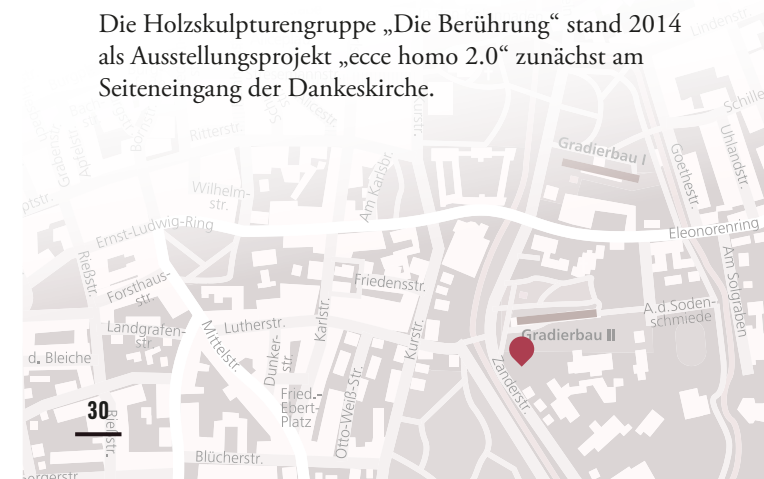 Die Holzskulpturengruppe „Die Berührung“ stand 2014
als Ausstellungsprojekt „ecce homo 2.0“ zunächst am
Seiteneingang der Dankeskirche.
Lindenstr.
Ritterstr.
Kurstr.
Gradierbau I
Goethestr.
Uhlandstr.
Wilhelm-
str.
Am Karlsbr.
Ernst-Ludwig-Ring
Eleonorenring
Rießstr.
Forsthaus-
str.
Friedensstr.
Am Solgraben
A.d.Soden-
schmiede
Landgrafen-
str.
Mittelstr.
Lutherstr.
Karlstr.
Kurstr.
Gradierbau II
d. Bleiche
Dunker-
str.
Zanderstr.
Fried.-
Ebert-
Platz
Otto-Weiß-Str.
30
Rießstr.
Blücherstr.